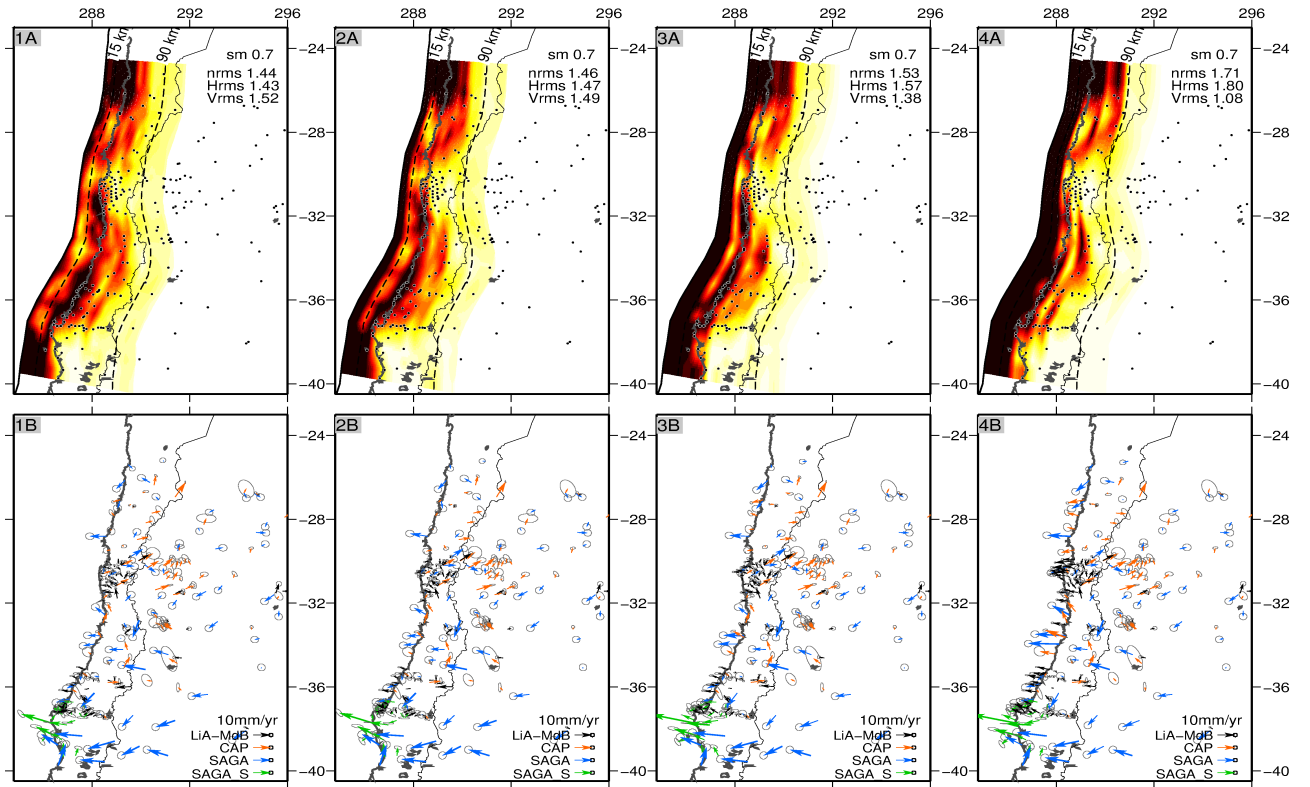 288 292 296 288 292 288 292 288 292 296
1A 2A 3A 4A
15 km 90 km 15 km 90 km 15 km 90 km 15 km 90 km
sm 0.7 sm 0.7 sm 0.7 sm 0.7
nrms 1.44 nrms 1.46 nrms 1.53 nrms 1.71
Hrms 1.43 Hrms 1.47 Hrms 1.57 Hrms 1.80
Vrms 1.52 Vrms 1.49 Vrms 1.38 Vrms 1.08
−24 −24 −24 −24
−28 −28 −28 −28
−32 −32 −32 −32
−36 −36 −36 −36
−40 −40 −40 −40
1B 2B 3B 4B
−24 −24 −24 −24
−28 −28 −28 −28
−32 −32 −32 −32
−36 −36 −36 −36
10mm/yr 10mm/yr 10mm/yr 10mm/yr
LiA−MdB LiA−MdB LiA−MdB LiA−MdB
CAP CAP CAP CAP
SAGA SAGA SAGA SAGA
SAGA_S SAGA_S SAGA_S SAGA_S
−40 −40 −40 −40